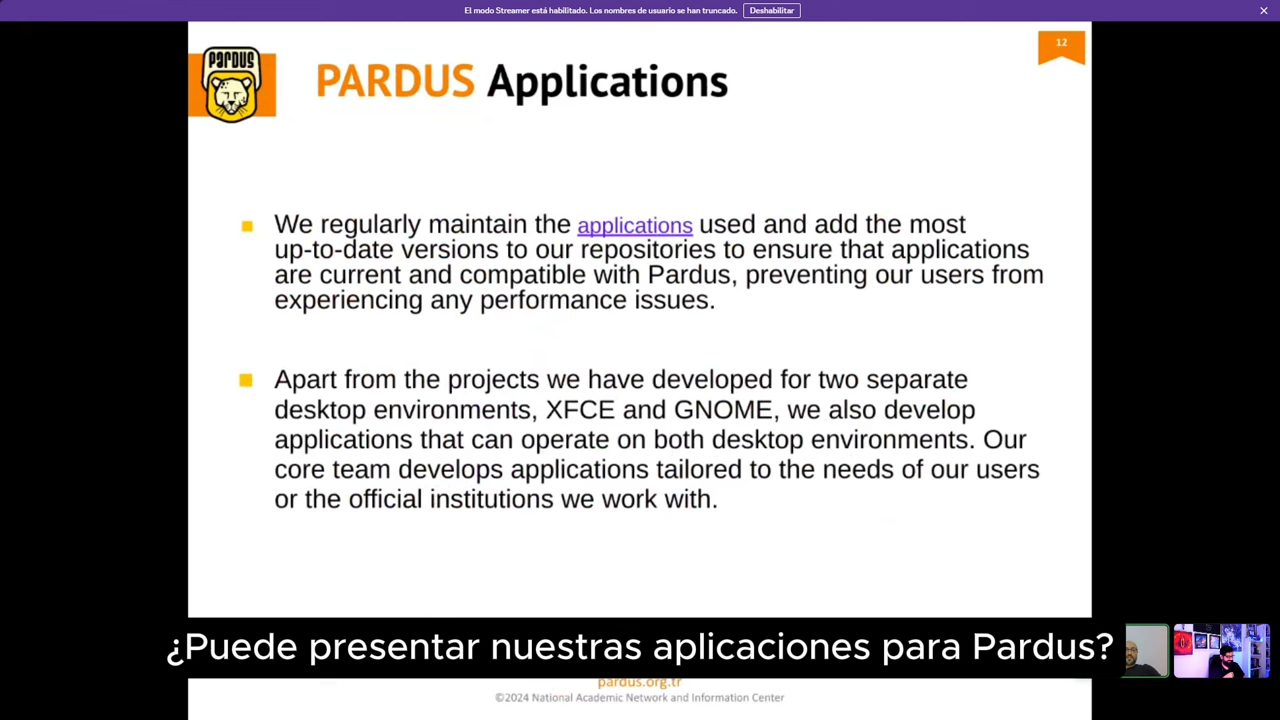 El modo Streamer está habilitado. Los nombres de usuario se han truncado. Deshabilitar
PARDUS
12
PARDUS Applications
We regularly maintain the applications used and add the most
up-to-date versions to our repositories to ensure that applications
are current and compatible with Pardus, preventing our users from
experiencing any performance issues.
Apart from the projects we have developed for two separate
desktop environments, XFCE and GNOME, we also develop
applications that can operate on both desktop environments. Our
core team develops applications tailored to the needs of our users
or the official institutions we work with.
¿Puede presentar nuestras aplicaciones para Pardus?
pardus.org.tr
©2024 National Academic Network and Information Center